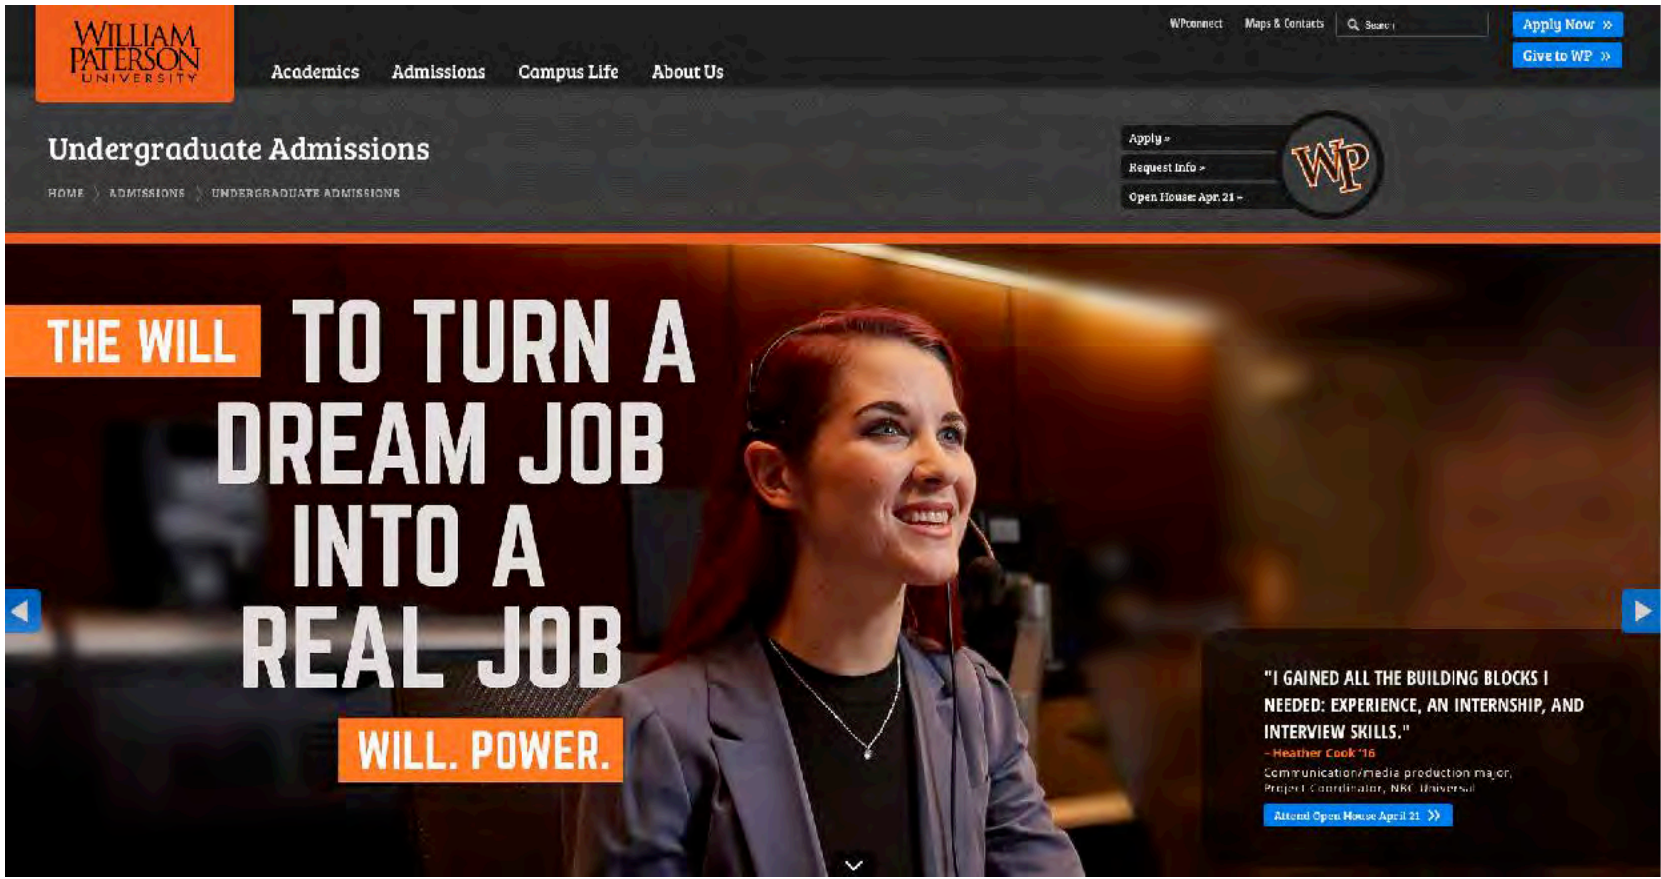 WILLIAM
PATERSON
UNIVERSITY
Academics Admissions Campus Life About Us
WPconnect Maps & Contacts Search
Apply Now »
Give to WP »
Undergraduate Admissions
HOME > ADMISSIONS > UNDERGRADUATE ADMISSIONS
Apply »
Request Info »
Open House: Apr. 21 »
WP
THE WILL TO TURN A
DREAM JOB
INTO A
REAL JOB
WILL. POWER.
"I GAINED ALL THE BUILDING BLOCKS I
NEEDED: EXPERIENCE, AN INTERNSHIP, AND
INTERVIEW SKILLS."
– Heather Cook '16
Communication/media production major,
Project Coordinator, NBC Universal
Attend Open House April 21 »